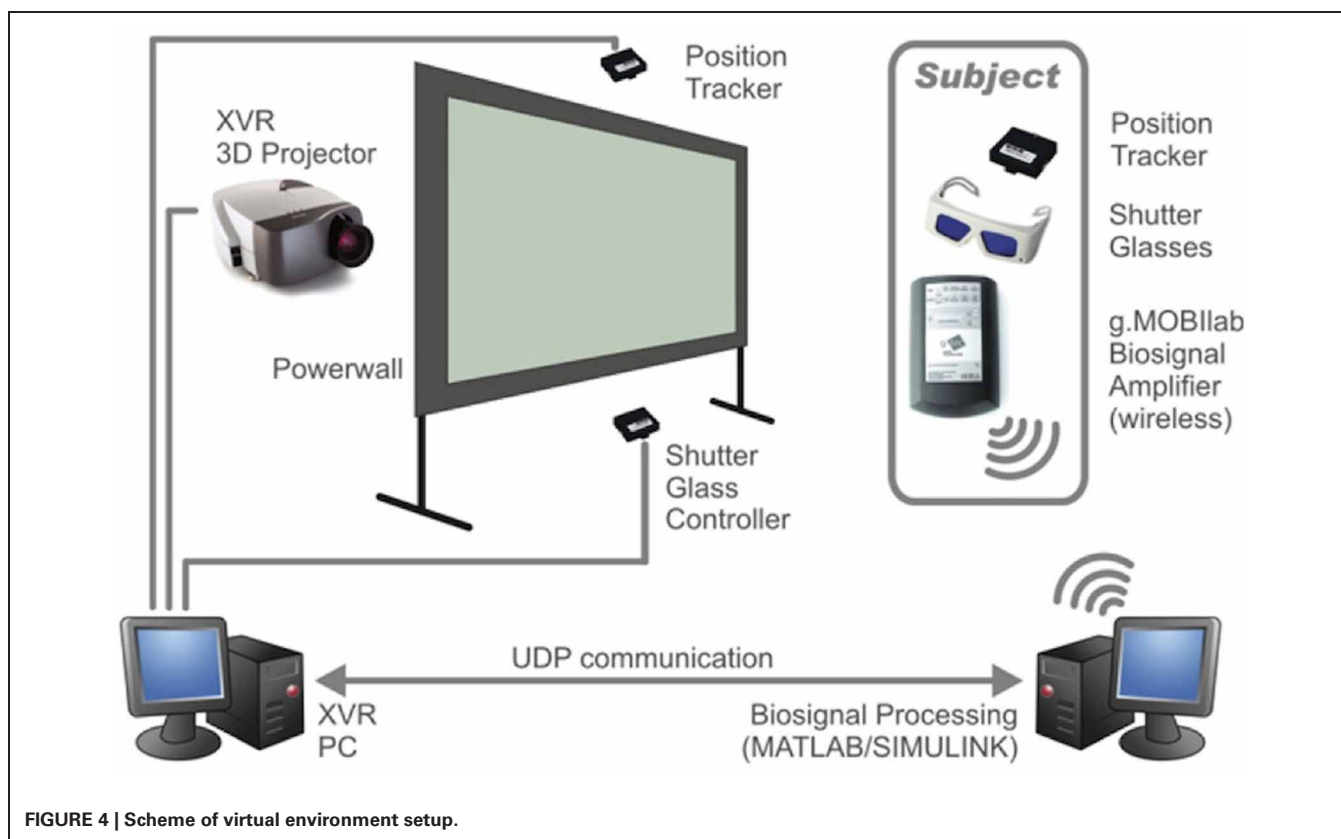 Position
Tracker
XVR
3D Projector
Powerwall
Shutter
Glass
Controller
Subject
Position
Tracker
Shutter
Glasses
g.MOBIlab
Biosignal
Amplifier
(wireless)
UDP communication
XVR
PC
Biosignal Processing
(MATLAB/SIMULINK)
FIGURE 4 | Scheme of virtual environment setup.